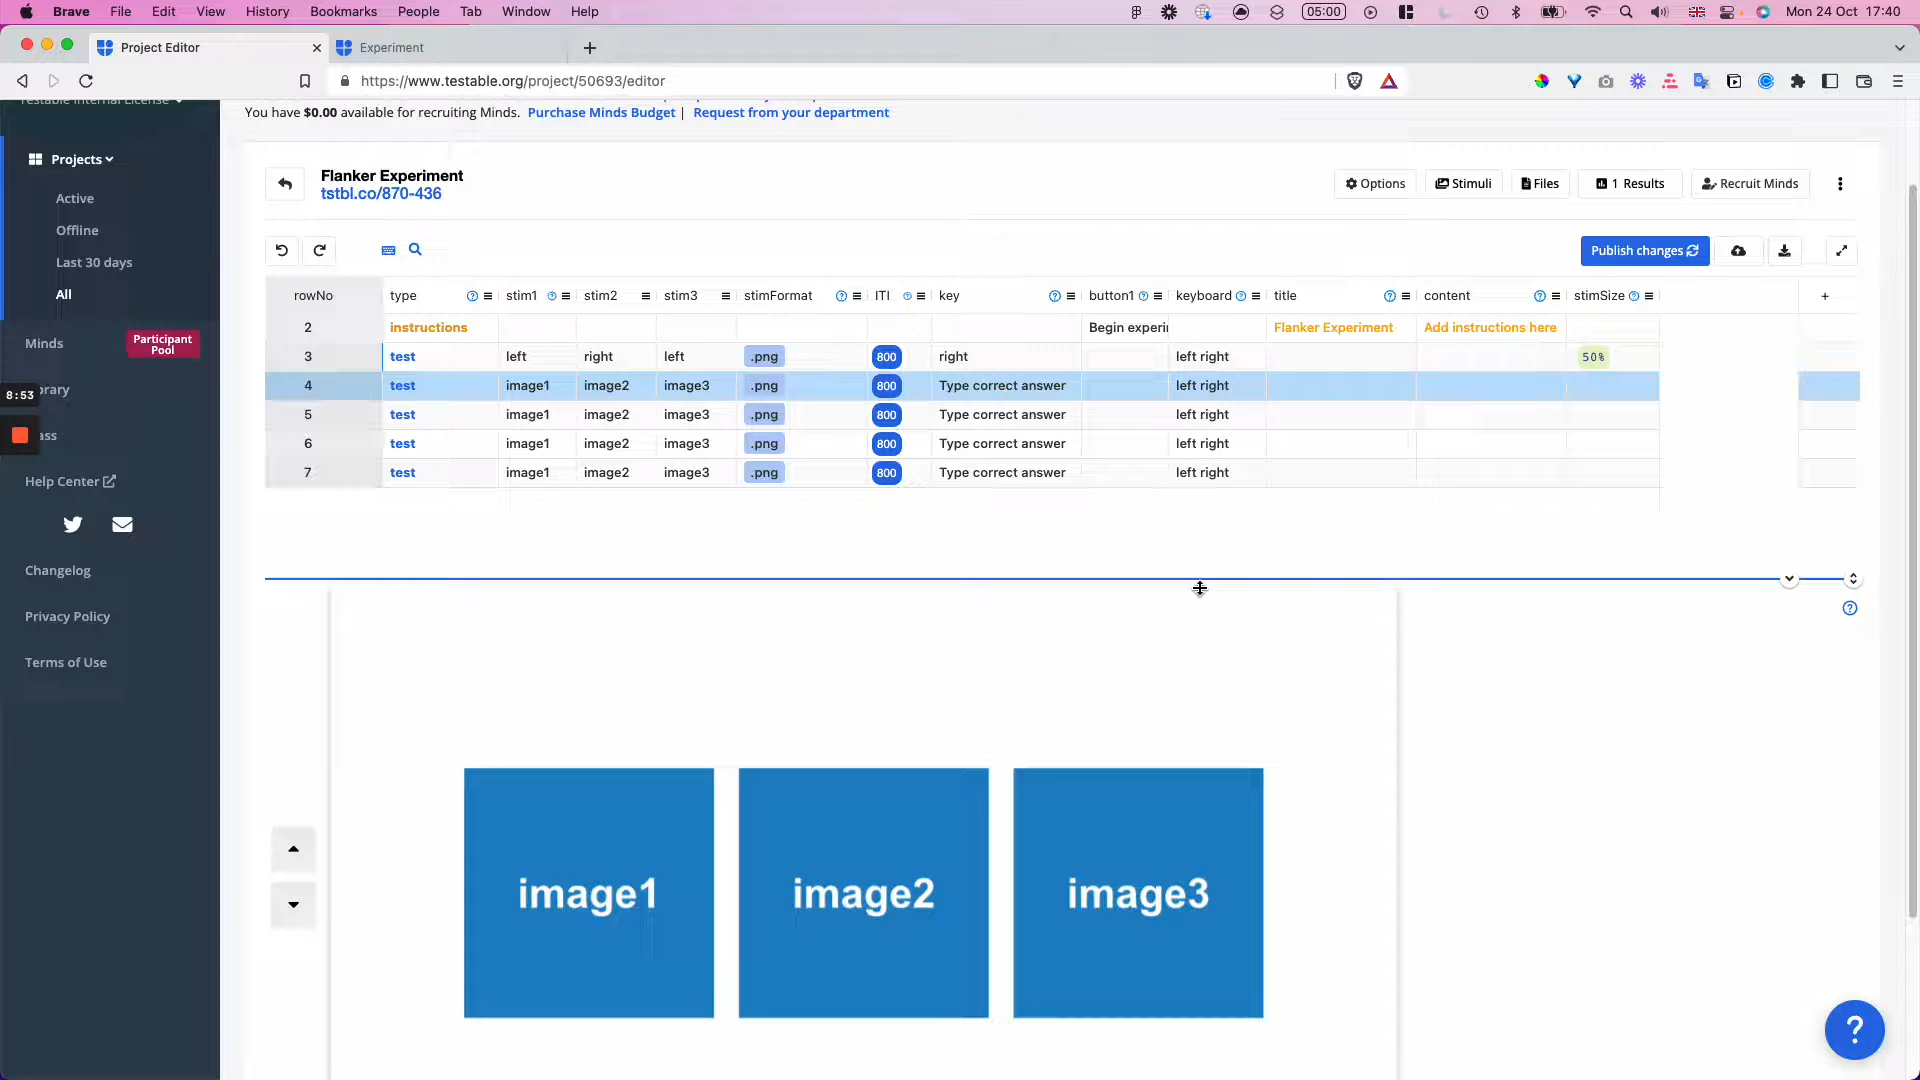 Brave File Edit View History Bookmarks People Tab Window Help 05:00 Mon 24 Oct 17:40
Project Editor Experiment
https://www.testable.org/project/50693/editor
You have $0.00 available for recruiting Minds. Purchase Minds Budget | Request from your department
Projects
Active
Offline
Last 30 days
All
Minds
Participant Pool
8:53
Help Center
Changelog
Privacy Policy
Terms of Use
Flanker Experiment
tstbl.co/870-436
Options Stimuli Files 1 Results Recruit Minds
Publish changes
rowNo type stim1 stim2 stim3 stimFormat ITI key button1 keyboard title content stimSize
2 instructions Begin experi Flanker Experiment Add instructions here
3 test left right left .png 800 right left right 50%
4 test image1 image2 image3 .png 800 Type correct answer left right
5 test image1 image2 image3 .png 800 Type correct answer left right
6 test image1 image2 image3 .png 800 Type correct answer left right
7 test image1 image2 image3 .png 800 Type correct answer left right
image1 image2 image3